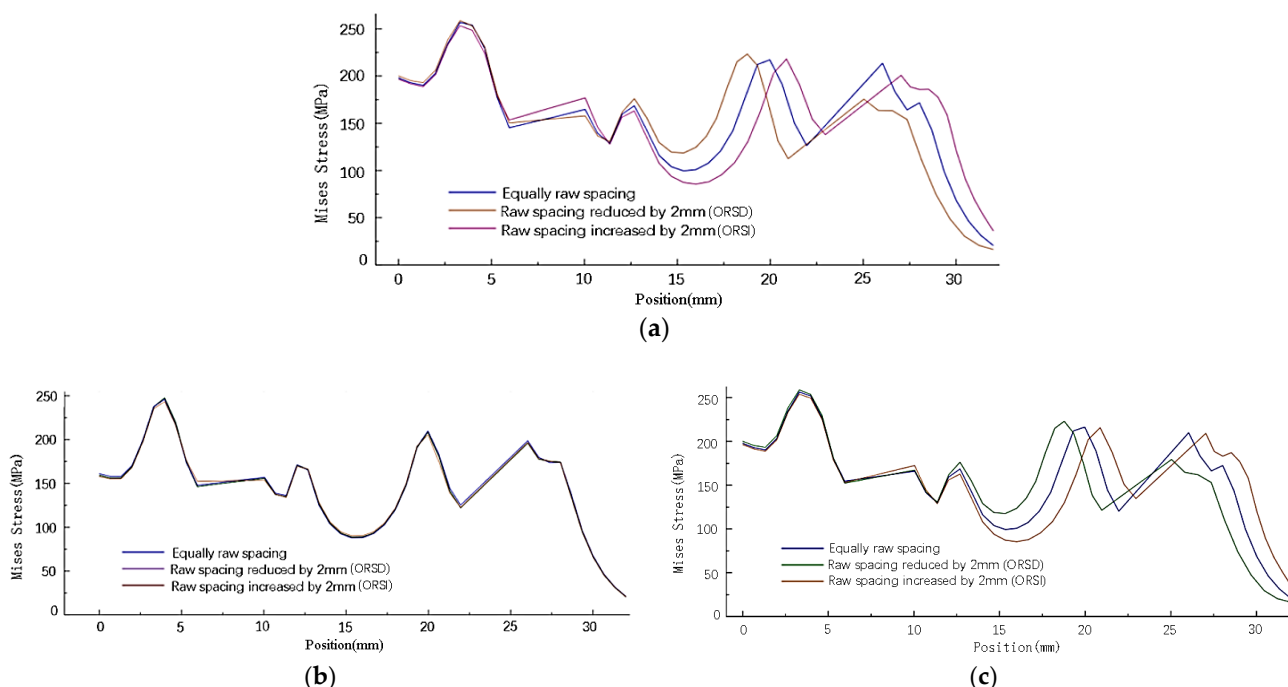 250
200
150
100
50
0
Mises Stress(MPa)
Equally raw spacing
Raw spacing reduced by 2mm(ORSD)
Raw spacing increased by 2mm(ORSI)
0 5 10 15 20 25 30
Position(mm)
(a)
250
200
150
100
50
0
Mises Stress(MPa)
Equally raw spacing
Raw spacing reduced by 2mm(ORSD)
Raw spacing increased by 2mm(ORSI)
0 5 10 15 20 25 30
Position(mm)
(b)
250
200
150
100
50
0
Mises Stress(MPa)
Equally raw spacing
Raw spacing reduced by 2mm(ORSD)
Raw spacing increased by 2mm(ORSI)
0 5 10 15 20 25 30
Position(mm)
(c)